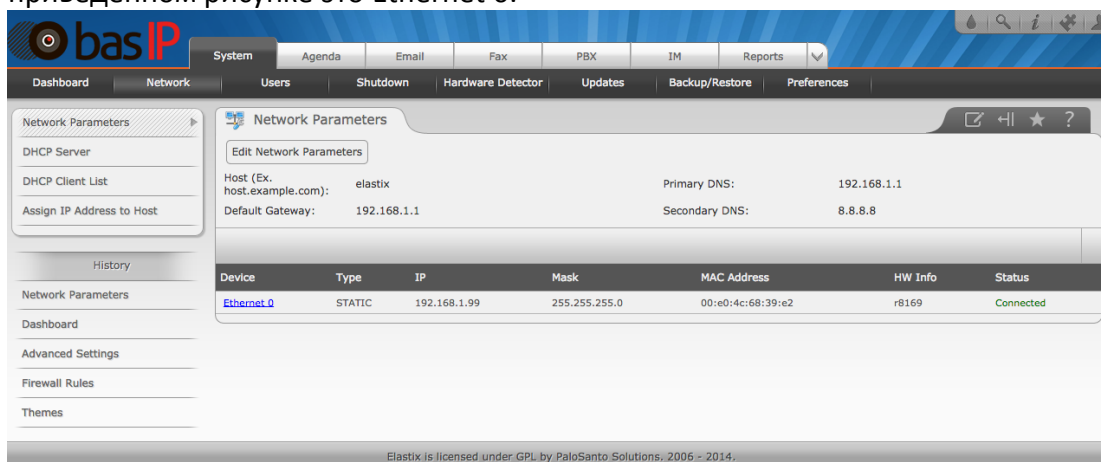 приведенном рисунке это Ethernet 0.
bas IP
System Agenda Email Fax PBX IM Reports
Dashboard Network Users Shutdown Hardware Detector Updates Backup/Restore Preferences
Network Parameters
DHCP Server
DHCP Client List
Assign IP Address to Host
History
Network Parameters
Dashboard
Advanced Settings
Firewall Rules
Themes
Network Parameters
Edit Network Parameters
Host (Ex. host.example.com): elastix Primary DNS: 192.168.1.1
Default Gateway: 192.168.1.1 Secondary DNS: 8.8.8.8
Device Type IP Mask MAC Address HW Info Status
Ethernet 0 STATIC 192.168.1.99 255.255.255.0 00:e0:4c:68:39:e2 r8169 Connected
Elastix is licensed under GPL by PaloSanto Solutions. 2006 - 2014.